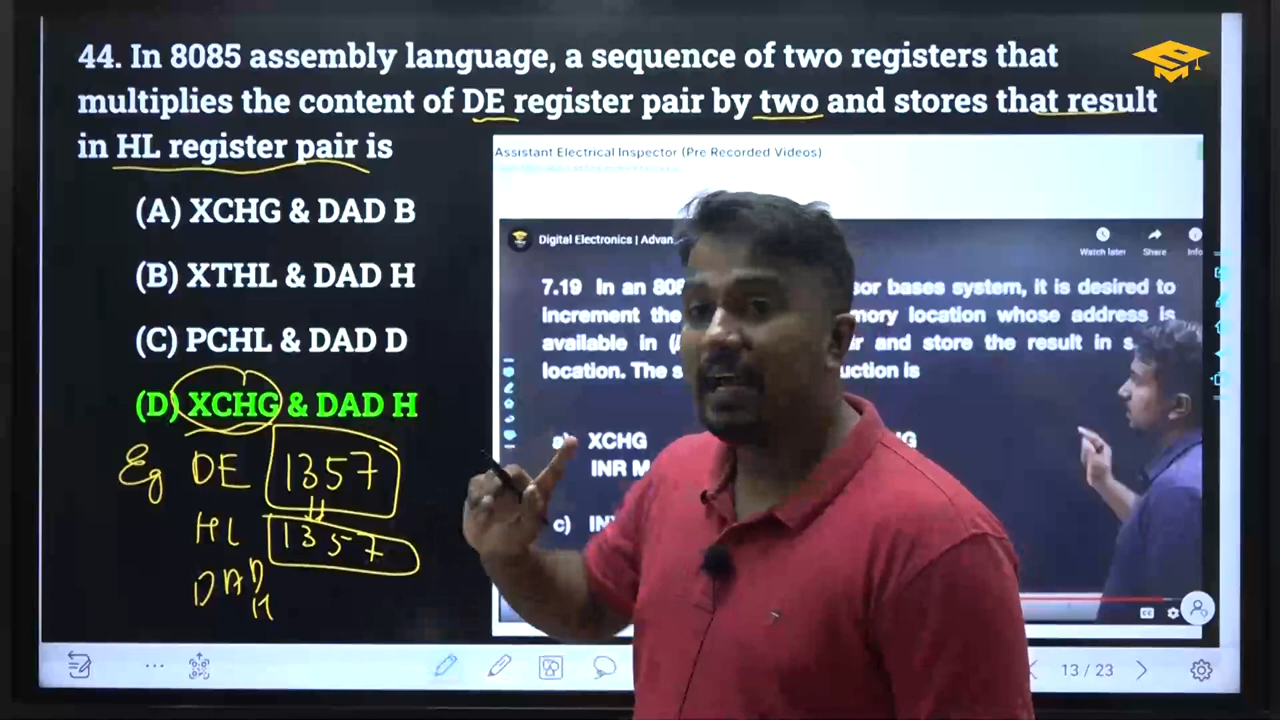 44. In 8085 assembly language, a sequence of two registers that
multiplies the content of DE register pair by two and stores that result
in HL register pair is
(A) XCHG & DAD B
(B) XTHL & DAD H
(C) PCHL & DAD D
(D) XCHG & DAD H
Eg DE 1357
HL 1357
DAD D
H
Assistant Electrical Inspector (Pre Recorded Videos)
Digital Electronics | Advan
Watch later Share Info
7.19 In an 808 sor bases system, it is desired to
increment the mory location whose address is
available in ir and store the result in s
location. The s uction is
a) XCHG
INR M
c) IN
13 / 23